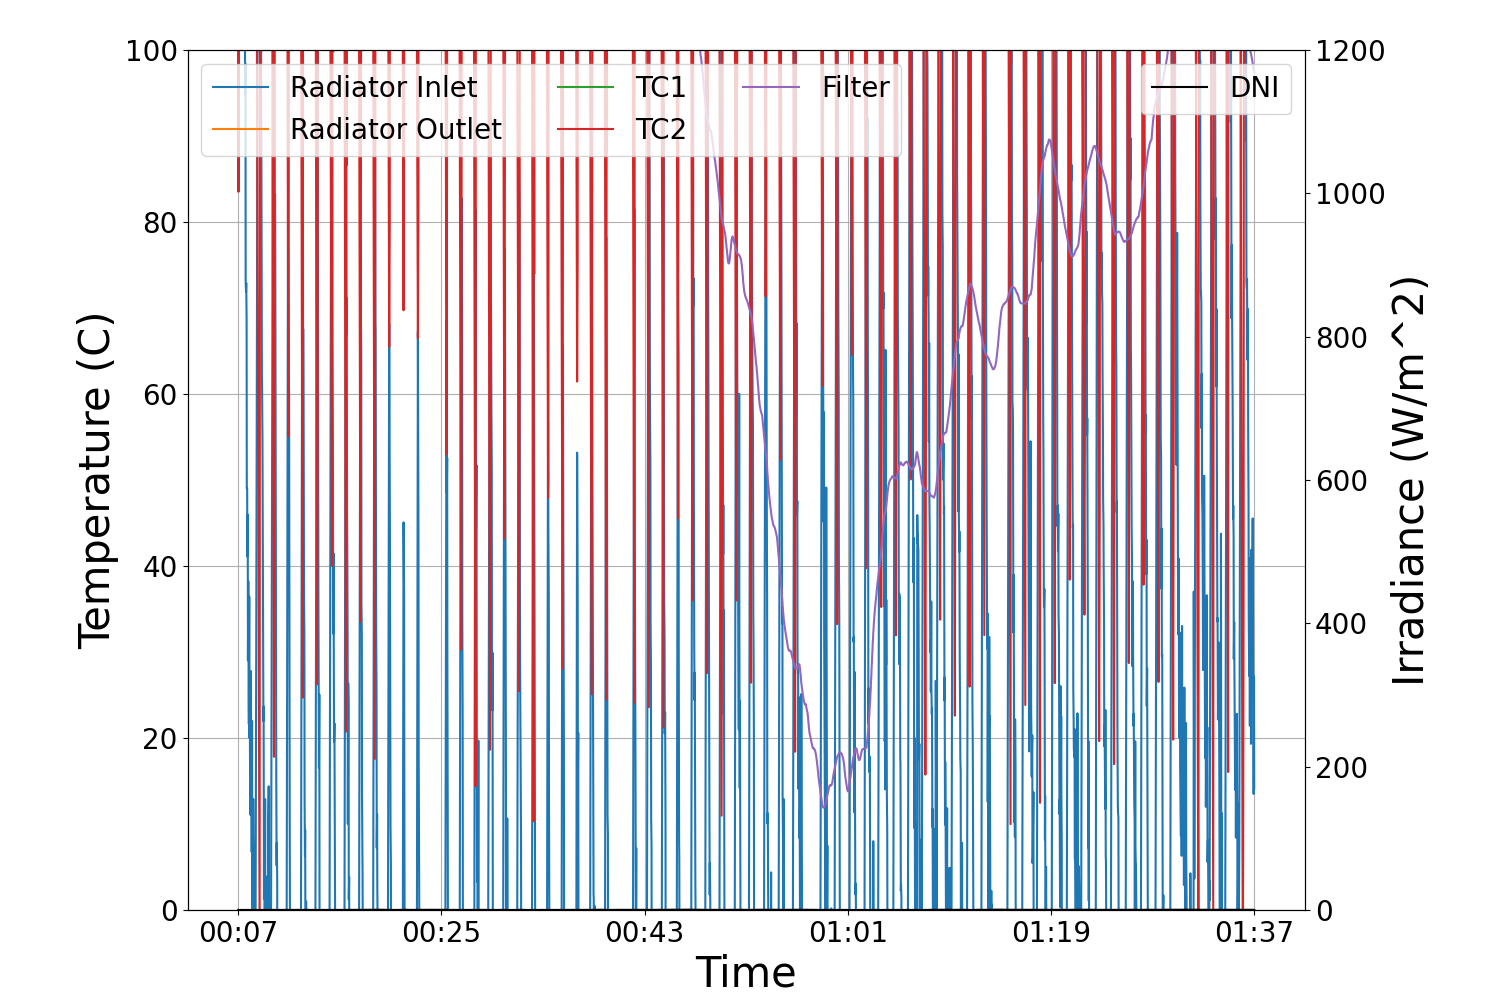 Radiator Inlet
Radiator Outlet
TC1
TC2
Filter
DNI
100
80
60
40
20
0
Temperature (C)
1200
1000
800
600
400
200
0
Irradiance (W/m^2)
00:07 00:25 00:43 01:01 01:19 01:37
Time